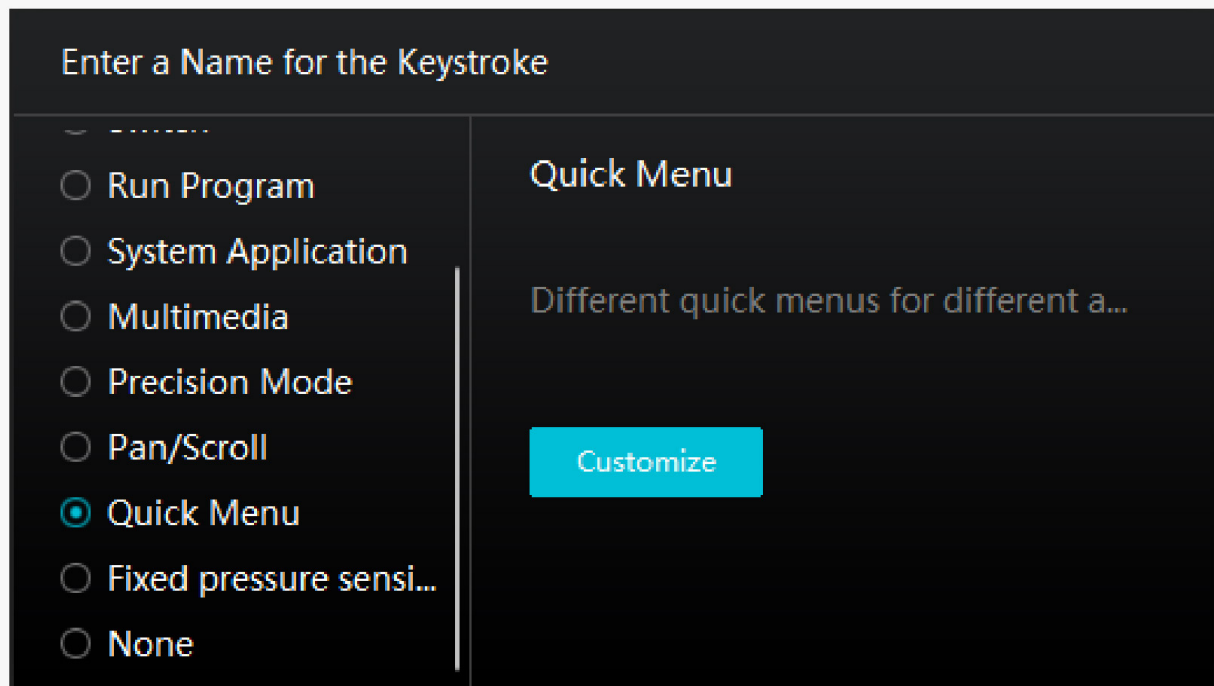 Enter a Name for the Keystroke
Run Program
System Application
Multimedia
Precision Mode
Pan/Scroll
Quick Menu
Fixed pressure sensi...
None
Quick Menu
Different quick menus for different a...
Customize